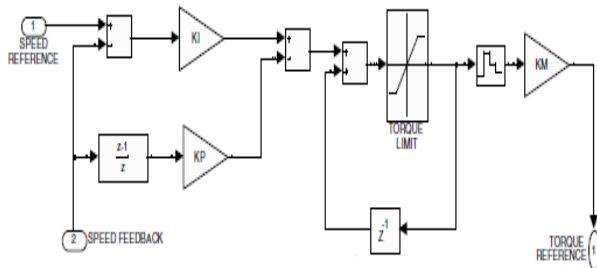 1
SPEED
REFERENCE
+
-
KI
+
-
+
+
TORQUE
LIMIT
KM
z-1
z
KP
Z-1
2
SPEED FEEDBACK
TORQUE
REFERENCE
1